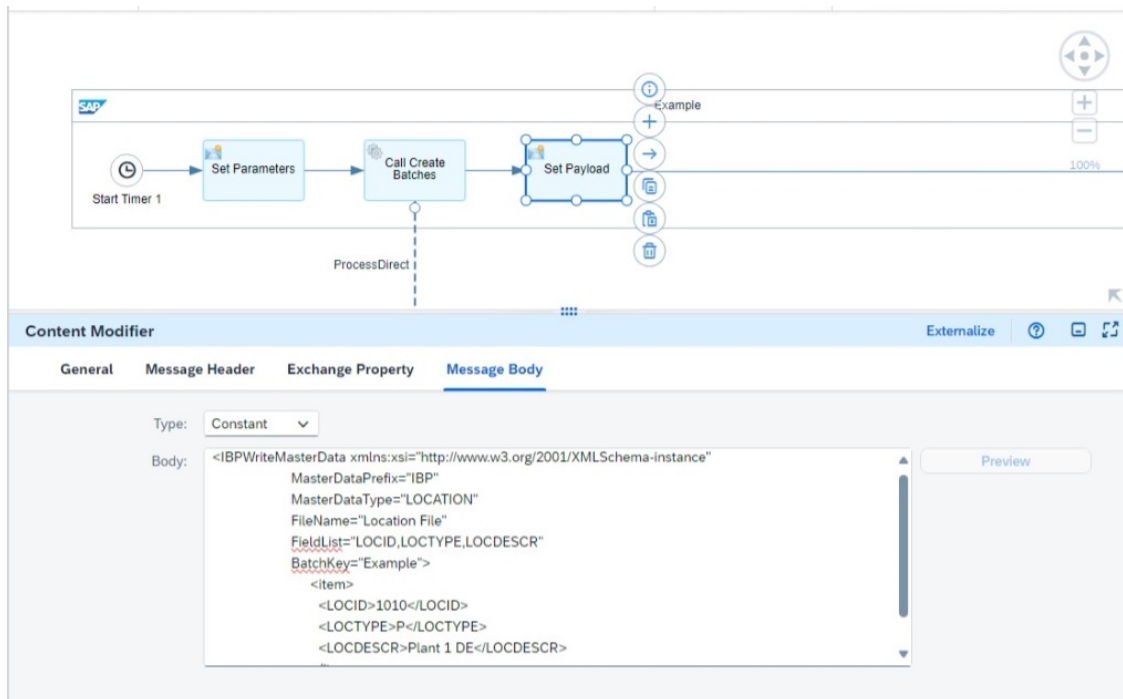 SAP
Example
Set Parameters
Call Create
Batches
Set Payload
Start Timer 1
100%
ProcessDirect
Content Modifier
Externalize
General
Message Header
Exchange Property
Message Body
Type:
Constant
Body:
<IBPWriteMasterData xmlns:xsi="http://www.w3.org/2001/XMLSchema-instance"
MasterDataPrefix="IBP"
MasterDataType="LOCATION"
FileName="Location File"
FieldList="LOCID,LOCTYPE,LOCDESCR"
BatchKey="Example">
<item>
<LOCID>1010</LOCID>
<LOCTYPE>P</LOCTYPE>
<LOCDESCR>Plant 1 DE</LOCDESCR>
Preview